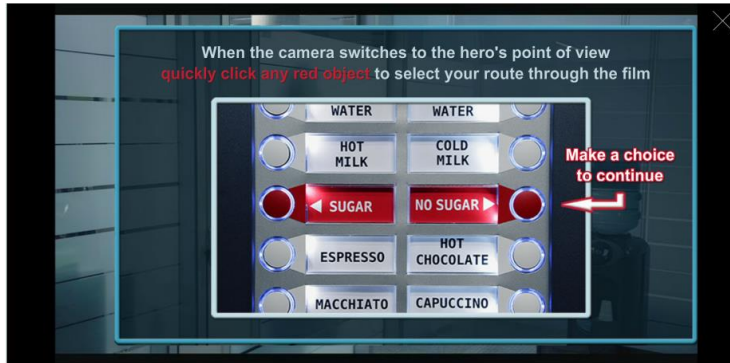 When the camera switches to the hero's point of view
quickly click any red object to select your route through the film
WATER WATER
HOT COLD
MILK MILK
SUGAR NO SUGAR
ESPRESSO HOT
CHOCOLATE
MACCHIATO CAPUCCINO
Make a choice
to continue